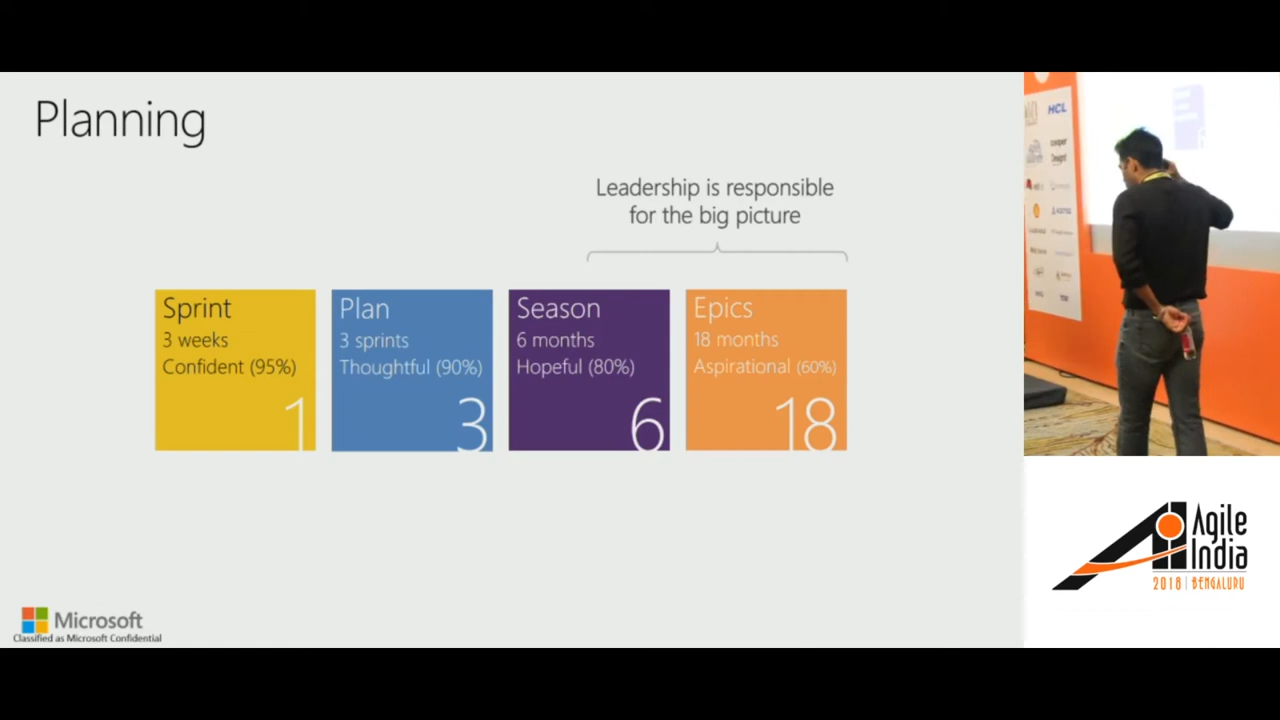 Planning
Leadership is responsible
for the big picture
Sprint
3 weeks
Confident (95%)
1
Plan
3 sprints
Thoughtful (90%)
3
Season
6 months
Hopeful (80%)
6
Epics
18 months
Aspirational (60%)
18
Microsoft
Classified as Microsoft Confidential
HCL
Agile
India
2018 | BENGALURU